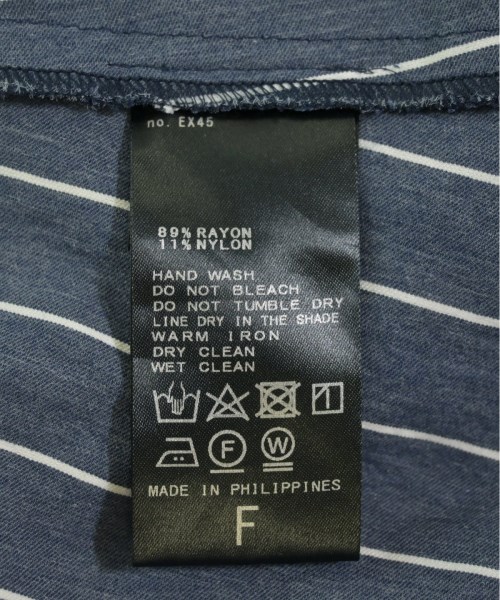 no. EX45
89% RAYON
11% NYLON
HAND WASH
DO NOT BLEACH
DO NOT TUMBLE DRY
LINE DRY IN THE SHADE
WARM IRON
DRY CLEAN
WET CLEAN
F W
MADE IN PHILIPPINES
F